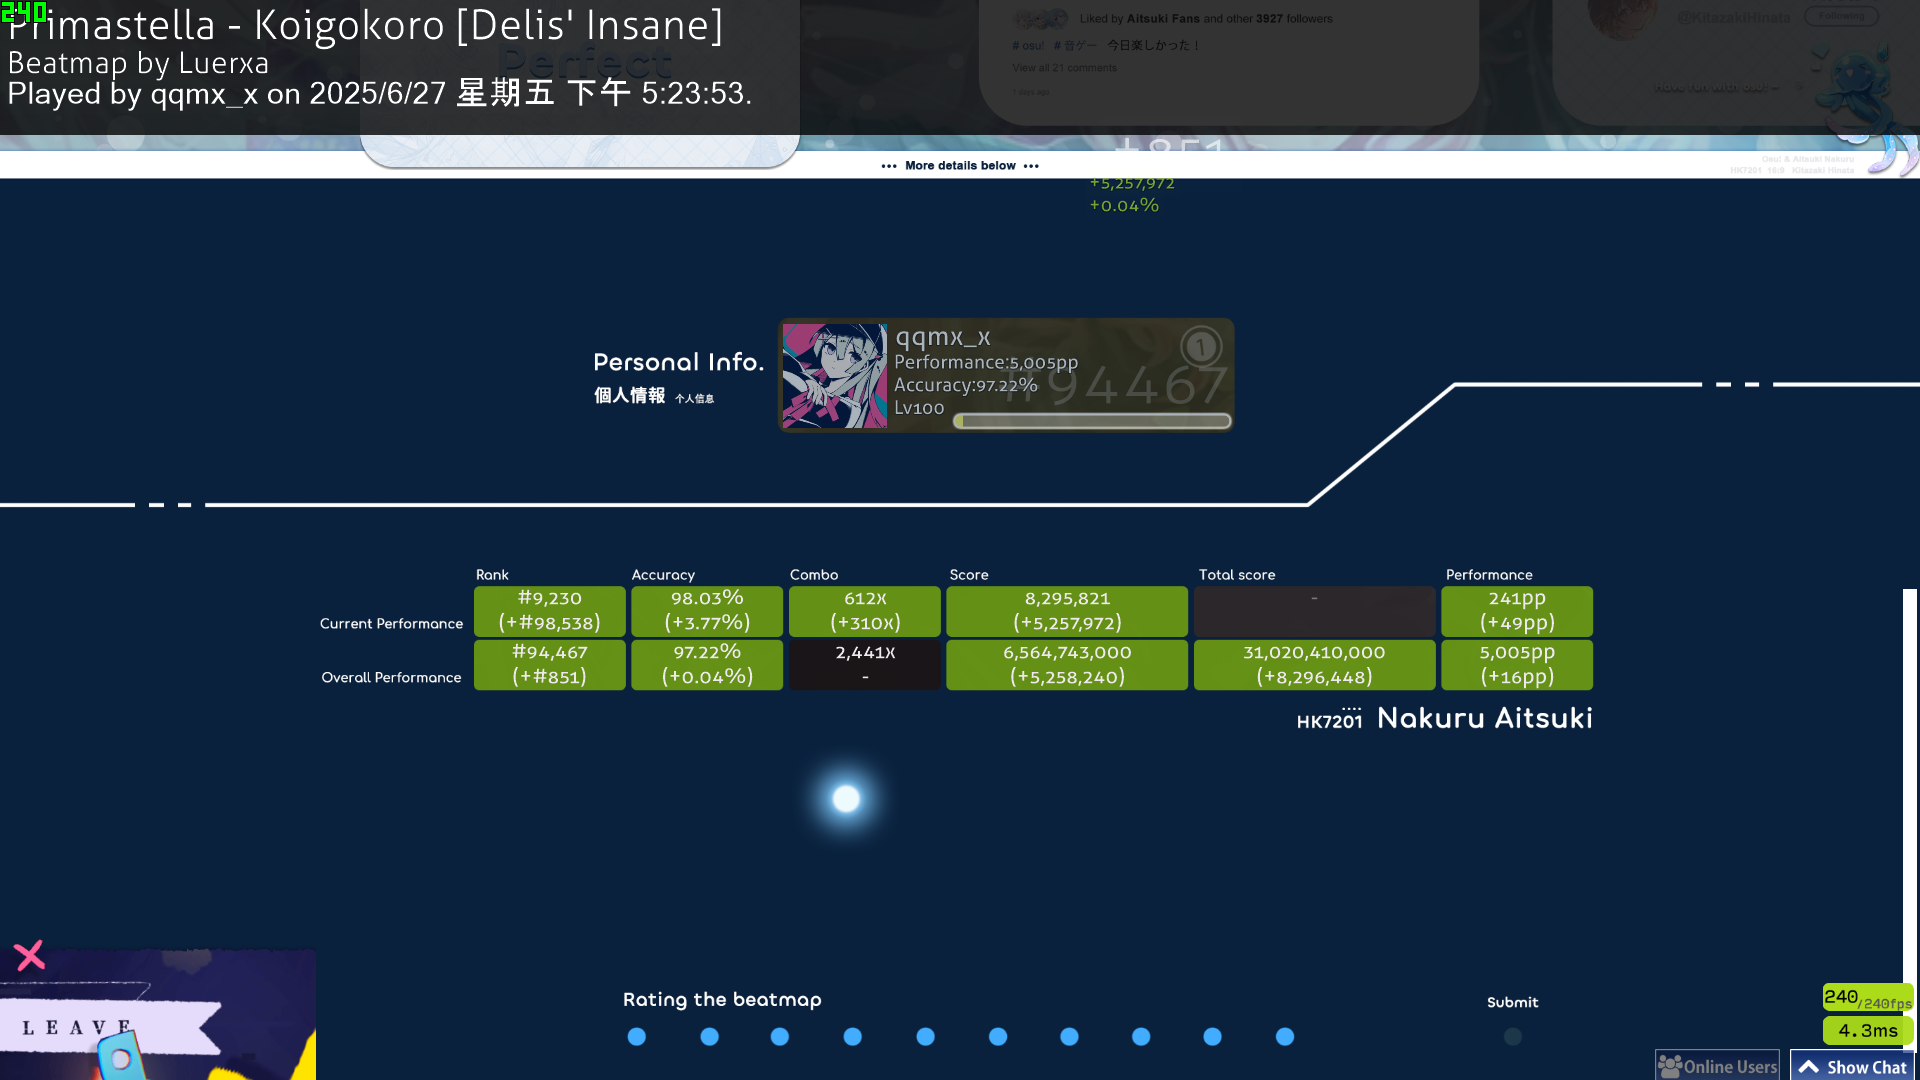 240
Primastella - Koigokoro [Delis' Insane]
Beatmap by Luerxa
Played by qqmx_x on 2025/6/27 星期五 下午 5:23:53.
Perfect
Liked by Aitsuki Fans and other 3927 followers
# osu! # 音ゲー 今日楽しかった！
View all 21 comments
@KitazakiHinata
Following
Have fun with osu! ~
+851
••• More details below •••
Devil & Aitsuki Nakuru
HK7201 16:9 Kitazaki Hinata
+5,257,972
+0.04%
Personal Info.
個人情報 个人信息
qqmx_x
Performance:5,005pp
Accuracy:97.22%
Lv100
#94467
1
Rank Accuracy Combo Score Total score Performance
Current Performance
#9,230 98.03% 612x 8,295,821 - 241pp
(+#98,538) (+3.77%) (+310x) (+5,257,972) (+49pp)
Overall Performance
#94,467 97.22% 2,441x 6,564,743,000 31,020,410,000 5,005pp
(+#851) (+0.04%) - (+5,258,240) (+8,296,448) (+16pp)
HK7201 Nakuru Aitsuki
LEAVE
Rating the beatmap
Submit
240/240fps
4.3ms
Online Users
Show Chat